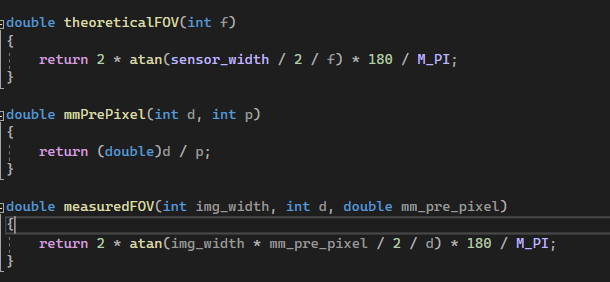 double theoreticalFOV(int f)
{
return 2 * atan(sensor_width / 2 / f) * 180 / M_PI;
}
double mmPrePixel(int d, int p)
{
return (double)d / p;
}
double measuredFOV(int img_width, int d, double mm_pre_pixel)
{
return 2 * atan(img_width * mm_pre_pixel / 2 / d) * 180 / M_PI;
}